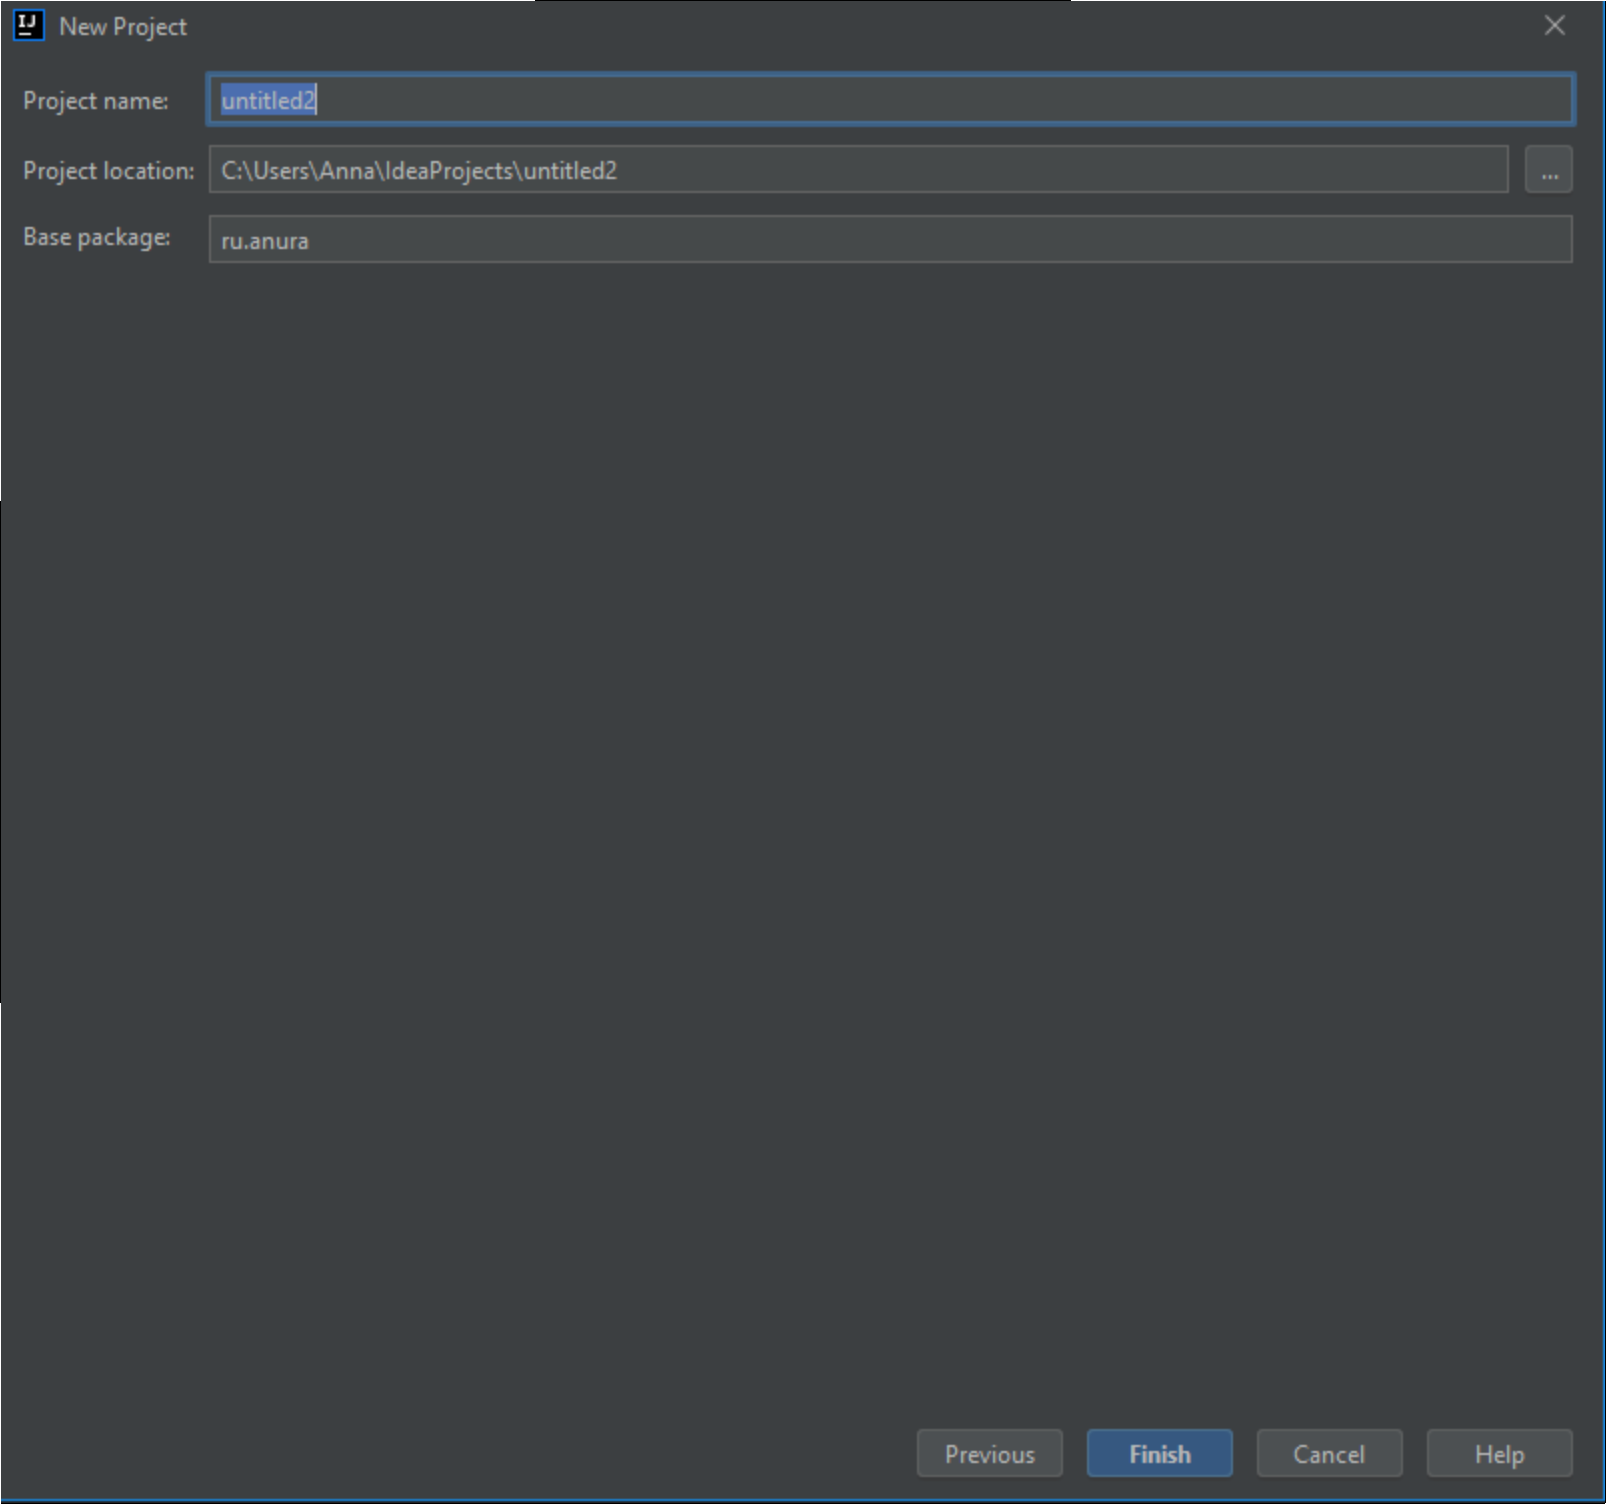 IJ New Project
Project name: untitled2
Project location: C:\Users\Anna\IdeaProjects\untitled2 ...
Base package: ru.anura
Previous Finish Cancel Help